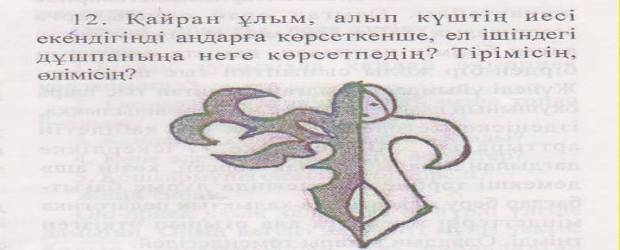 12. Қайран ұлым, алып күштің иесі
екендігіңді аңдарға көрсеткенше, ел ішіндегі
дұшпаныңа неге көрсетпедің? Тірімісің,
өлімісің?